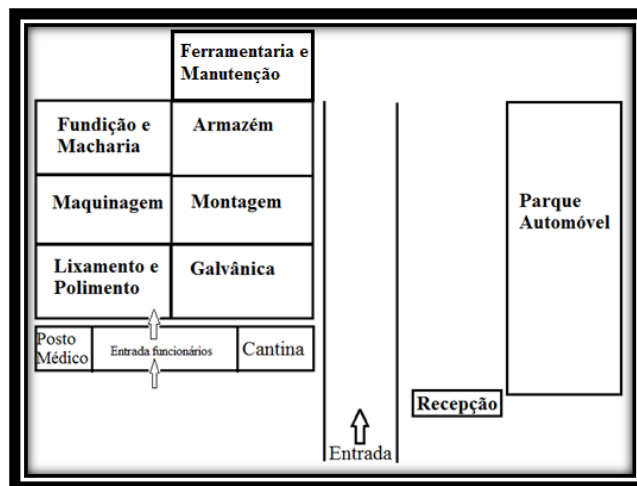 Ferramentaria e
Manutenção
Fundição e
Macharia
Armazém
Maquinagem
Montagem
Parque
Automóvel
Lixamento e
Polimento
Galvânica
Posto
Médico
Entrada funcionários
Cantina
Recepção
Entrada